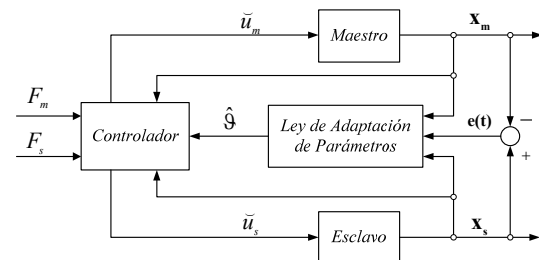 ŭₘ
Maestro
xₘ
Fₘ
Fₛ
Controlador
ϑ̂
Ley de Adaptación
de Parámetros
e(t)
−
+
ŭₛ
Esclavo
xₛ